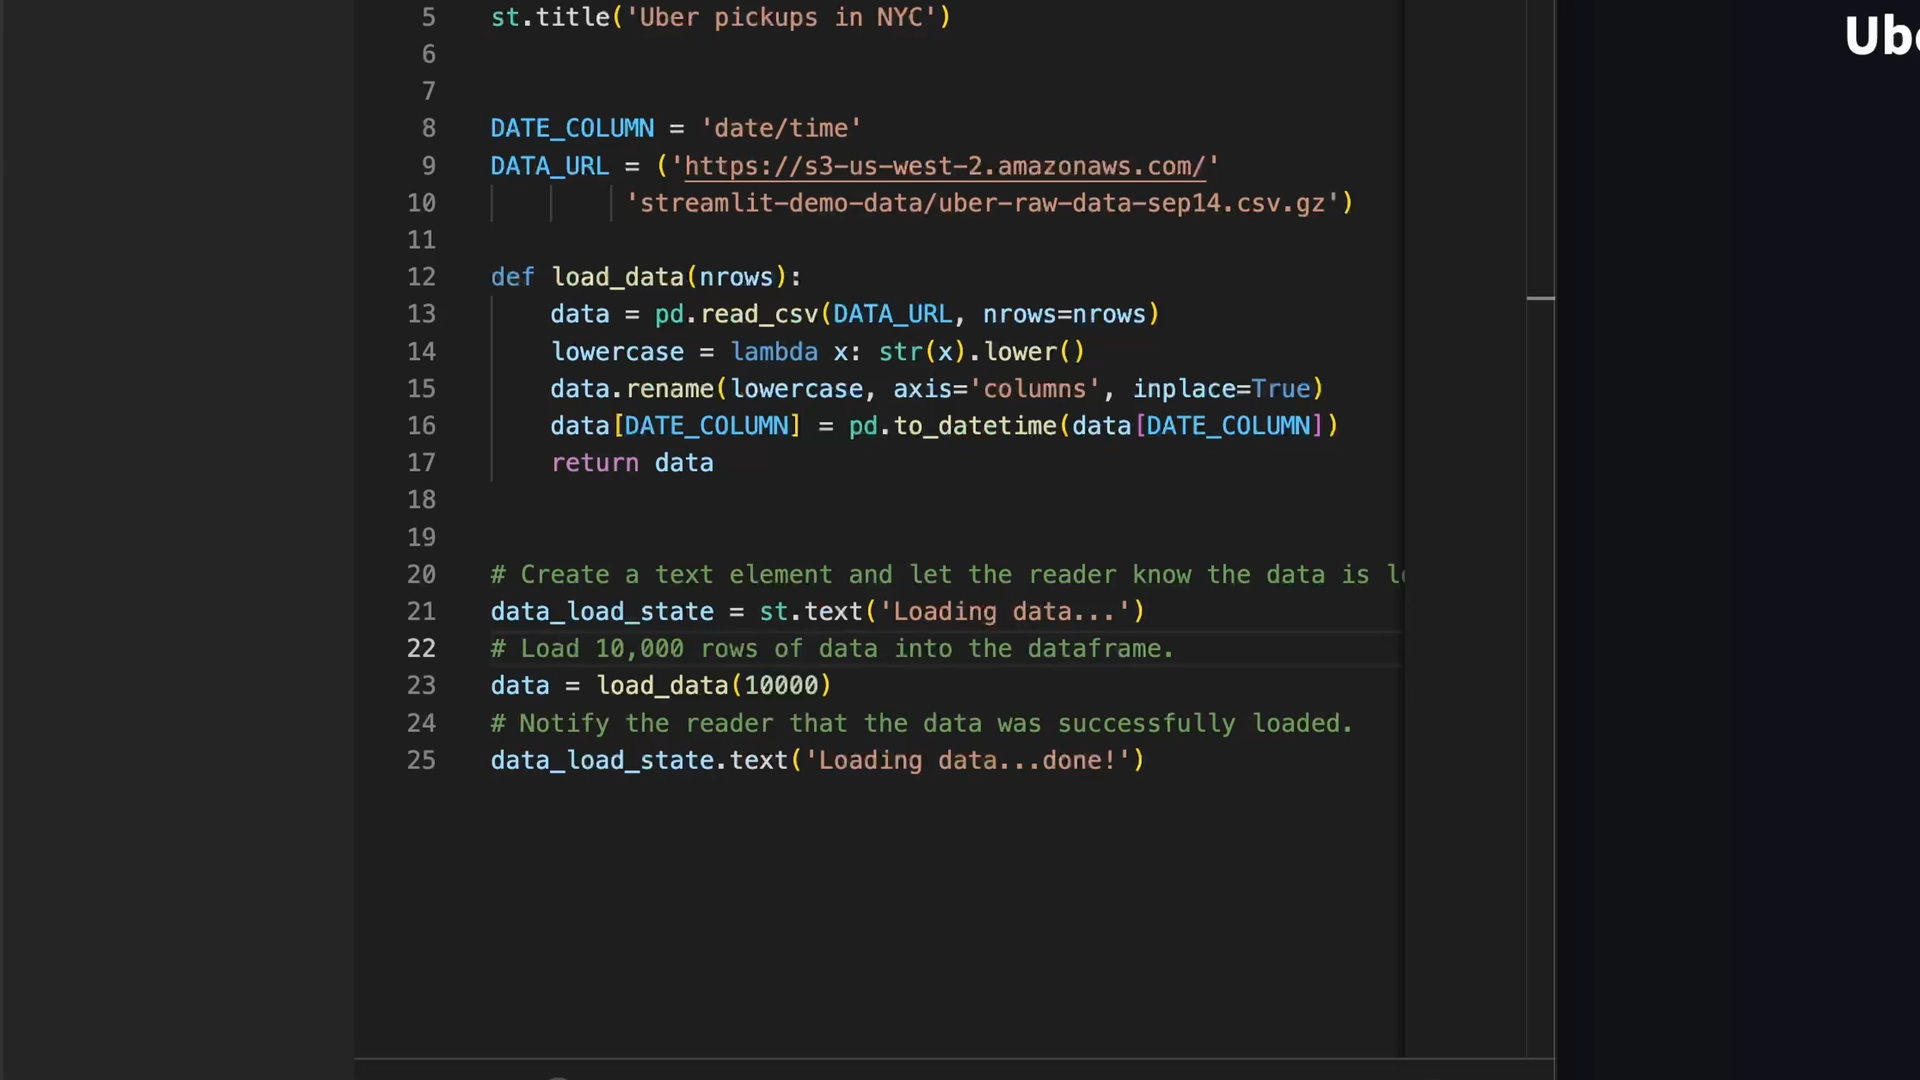 5 st.title('Uber pickups in NYC')
6
7
8 DATE_COLUMN = 'date/time'
9 DATA_URL = ('https://s3-us-west-2.amazonaws.com/'
10 'streamlit-demo-data/uber-raw-data-sep14.csv.gz')
11
12 def load_data(nrows):
13 data = pd.read_csv(DATA_URL, nrows=nrows)
14 lowercase = lambda x: str(x).lower()
15 data.rename(lowercase, axis='columns', inplace=True)
16 data[DATE_COLUMN] = pd.to_datetime(data[DATE_COLUMN])
17 return data
18
19
20 # Create a text element and let the reader know the data is
21 data_load_state = st.text('Loading data...')
22 # Load 10,000 rows of data into the dataframe.
23 data = load_data(10000)
24 # Notify the reader that the data was successfully loaded.
25 data_load_state.text('Loading data...done!')